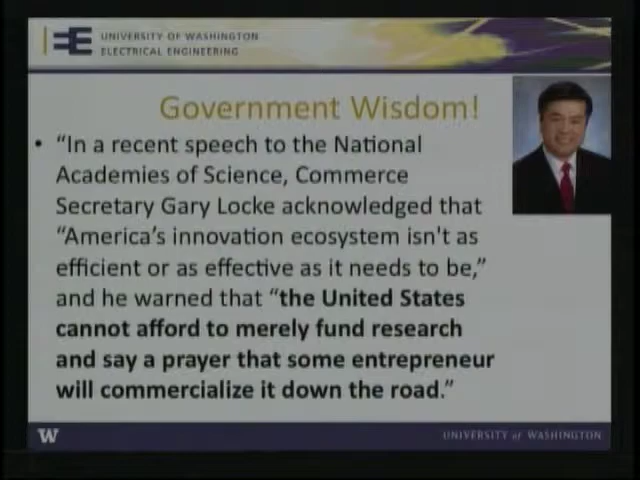 UNIVERSITY OF WASHINGTON
ELECTRICAL ENGINEERING
Government Wisdom!
• “In a recent speech to the National
Academies of Science, Commerce
Secretary Gary Locke acknowledged that
“America’s innovation ecosystem isn't as
efficient or as effective as it needs to be,”
and he warned that “the United States
cannot afford to merely fund research
and say a prayer that some entrepreneur
will commercialize it down the road.”
W
UNIVERSITY of WASHINGTON